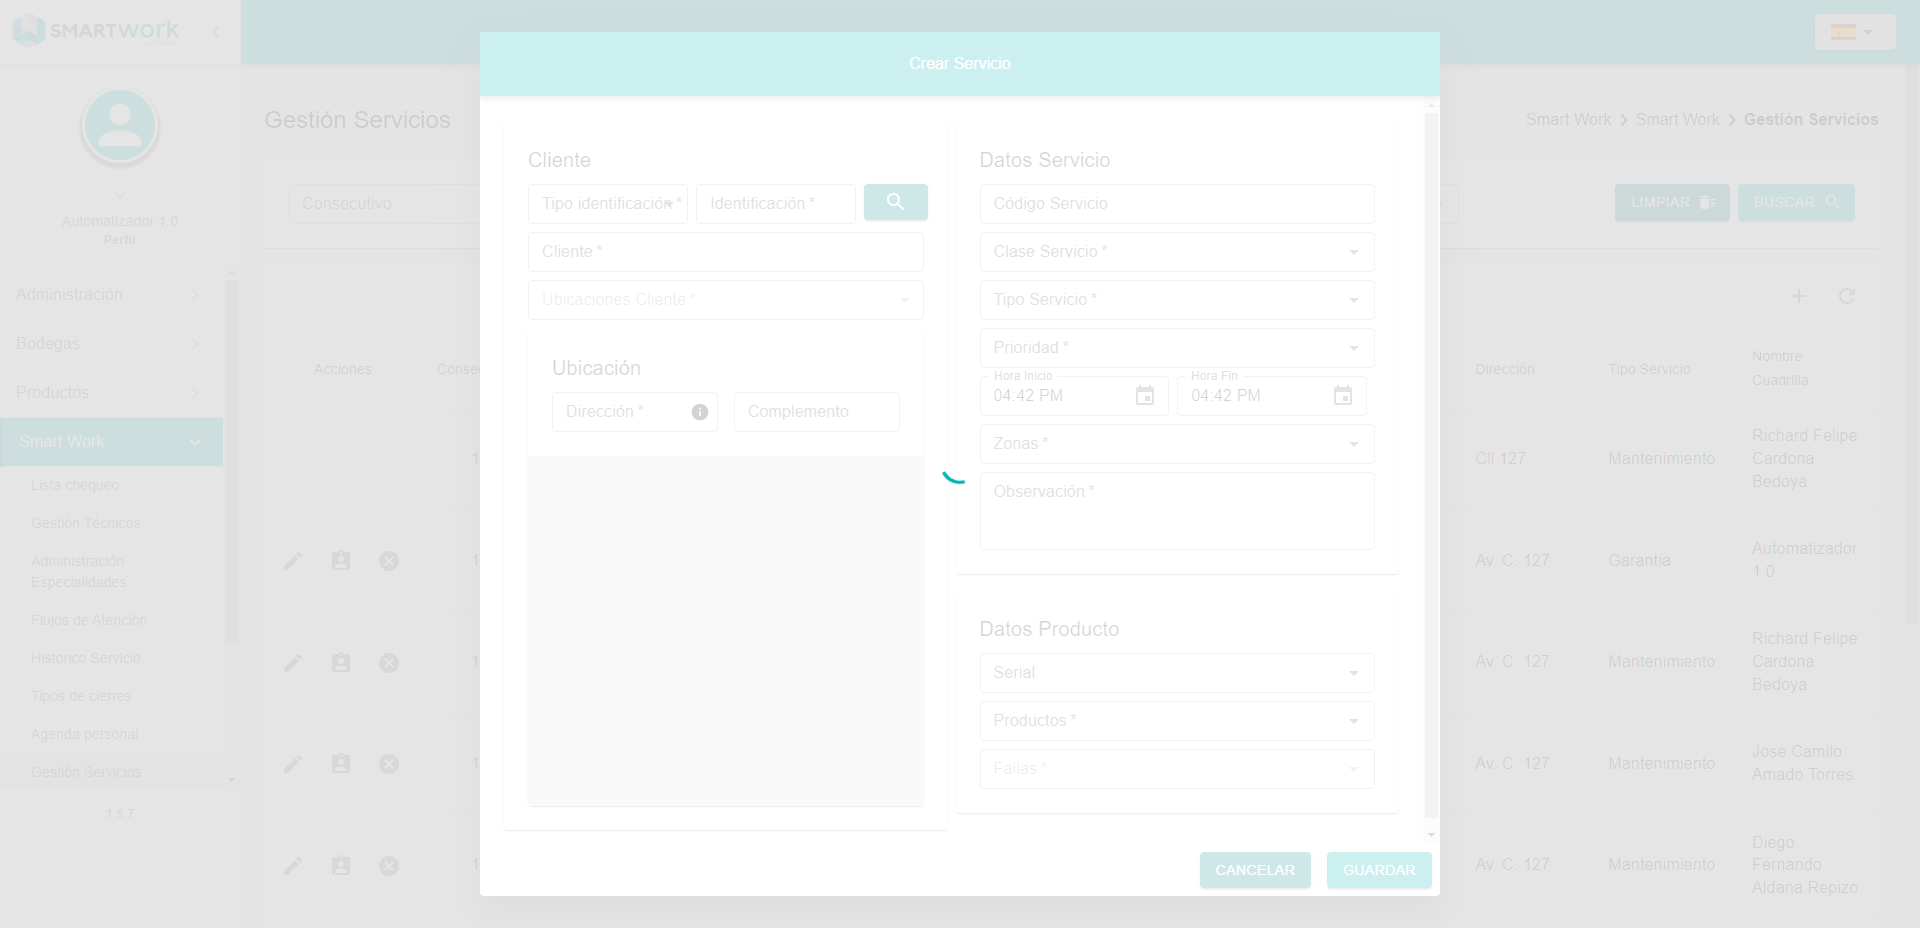 SMARTWORK
Automatizador 1.0
Perfil
Administración
Bodegas
Productos
Smart Work
Lista chequeo
Gestión Técnicos
Administración
Especialidades
Flujos de Atención
Historico Servicio
Tipos de cierres
Agenda personal
Gestión Servicios
1.5.7
Gestión Servicios
Smart Work > Smart Work > Gestión Servicios
Consecutivo
LIMPIAR
BUSCAR
Acciones
Dirección
Tipo Servicio
Nombre
Cuadrilla
Cll 127
Mantenimiento
Richard Felipe
Cardona
Bedoya
Av. C. 127
Garantia
Automatizador
1.0
Av. C. 127
Mantenimiento
Richard Felipe
Cardona
Bedoya
Av. C. 127
Mantenimiento
Jose Camilo
Amado Torres
Av. C. 127
Mantenimiento
Diego
Fernando
Aldana Repizo
Crear Servicio
Cliente
Tipo identificación *
Identificación *
Cliente *
Ubicaciones Cliente *
Ubicación
Dirección *
Complemento
Datos Servicio
Código Servicio
Clase Servicio *
Tipo Servicio *
Prioridad *
Hora Inicio
04:42 PM
Hora Fin
04:42 PM
Zonas *
Observación *
Datos Producto
Serial
Productos *
Fallas *
CANCELAR
GUARDAR